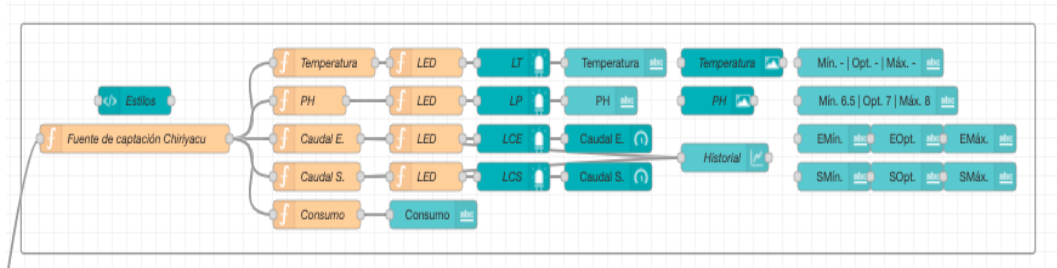 Temperatura LED LT Temperatura Temperatura Mín. - | Opt. - | Máx. -
Estilos PH LED LP PH PH Mín. 6.5 | Opt. 7 | Máx. 8
Fuente de captación Chiriyacu Caudal E. LED LCE Caudal E. EMín. EOpt. EMáx.
Historial
Caudal S. LED LCS Caudal S. SMín. SOpt. SMáx.
Consumo Consumo